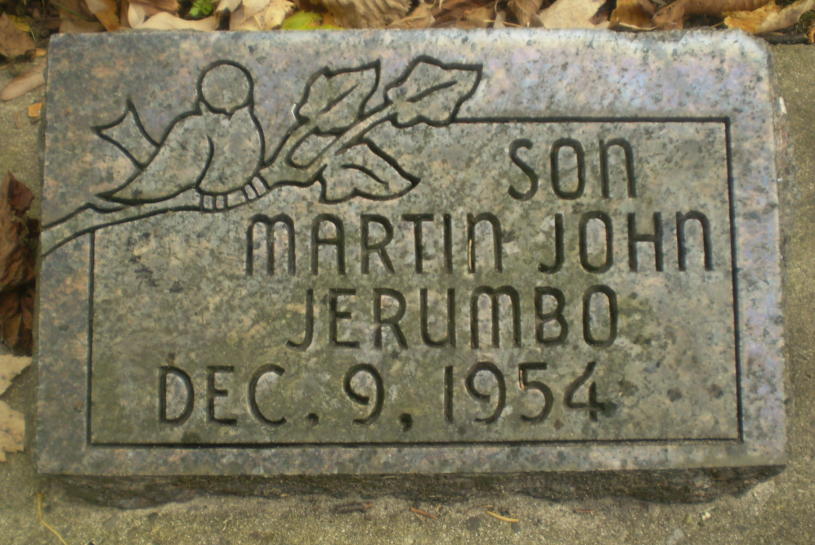 SON
MARTIN JOHN
JERUMBO
DEC. 9, 1954